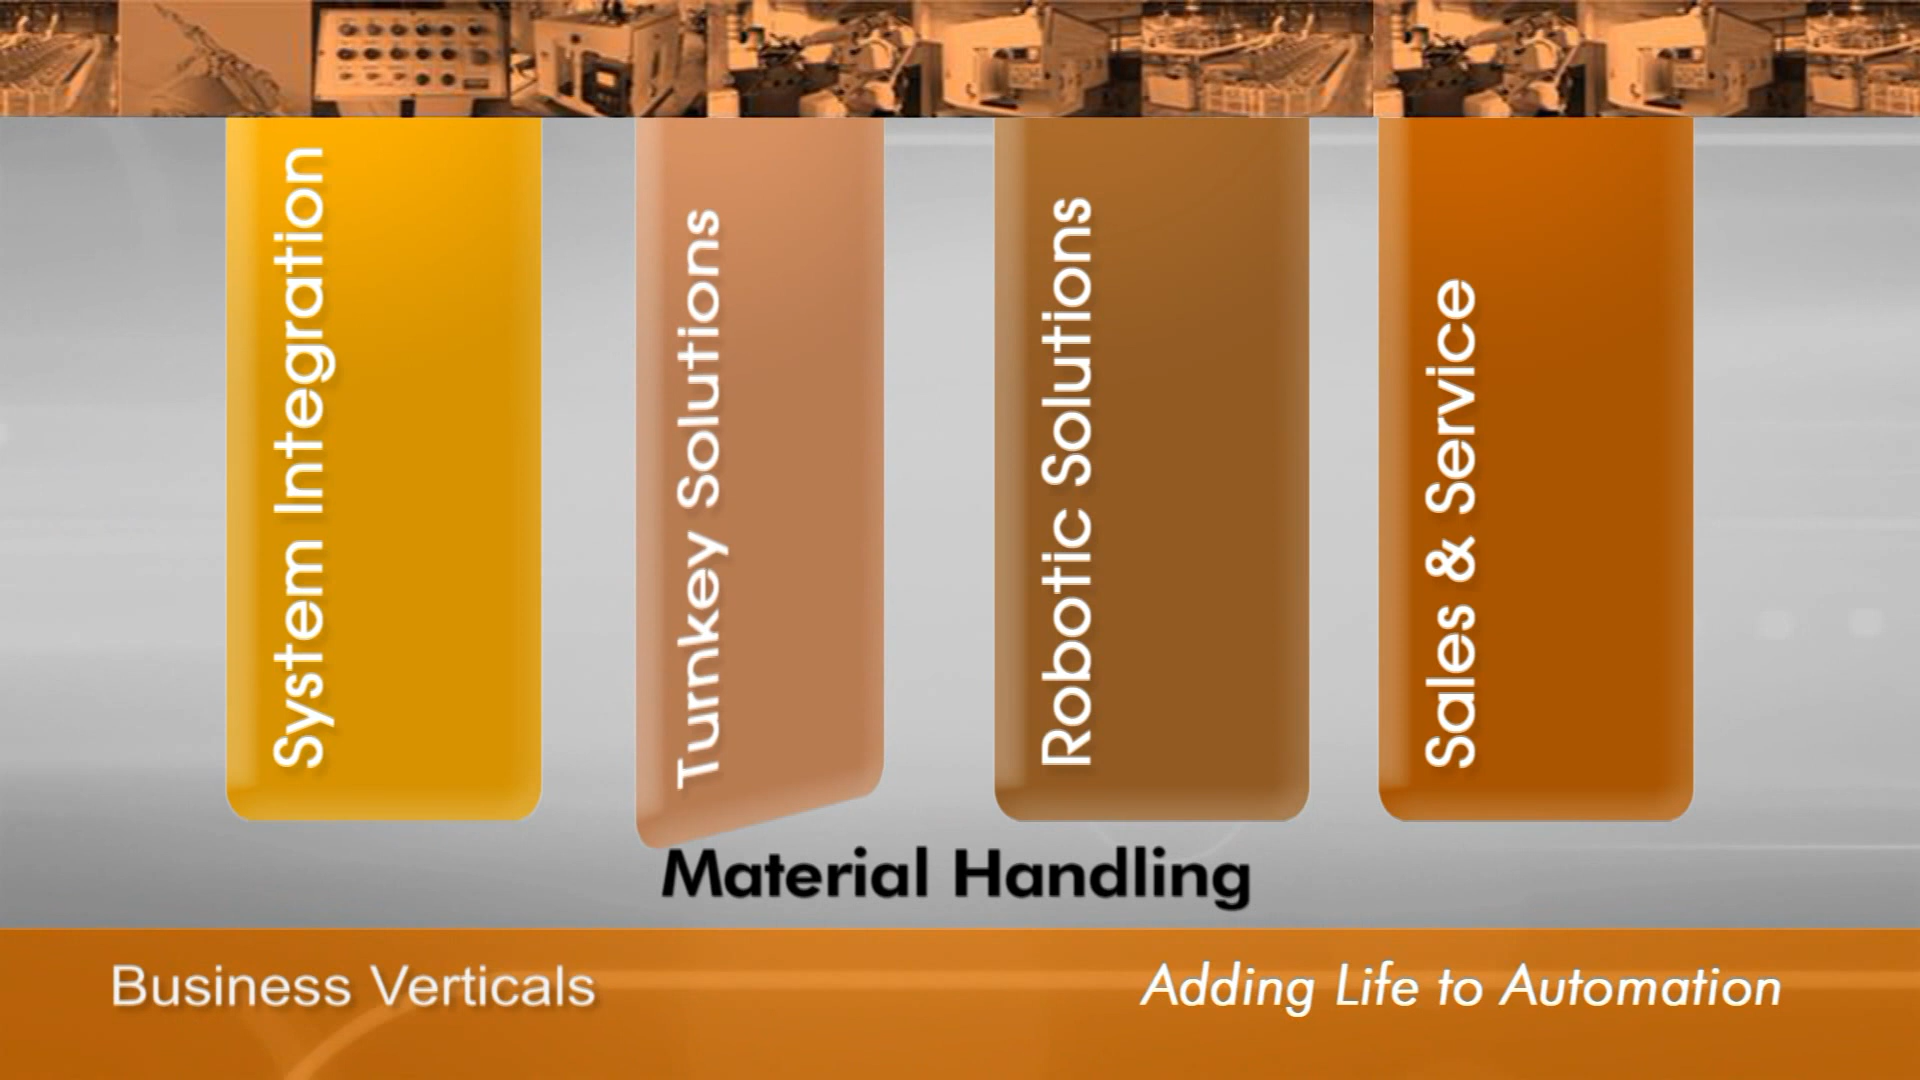 System Integration
Turnkey Solutions
Robotic Solutions
Sales & Service
Material Handling
Business Verticals
Adding Life to Automation